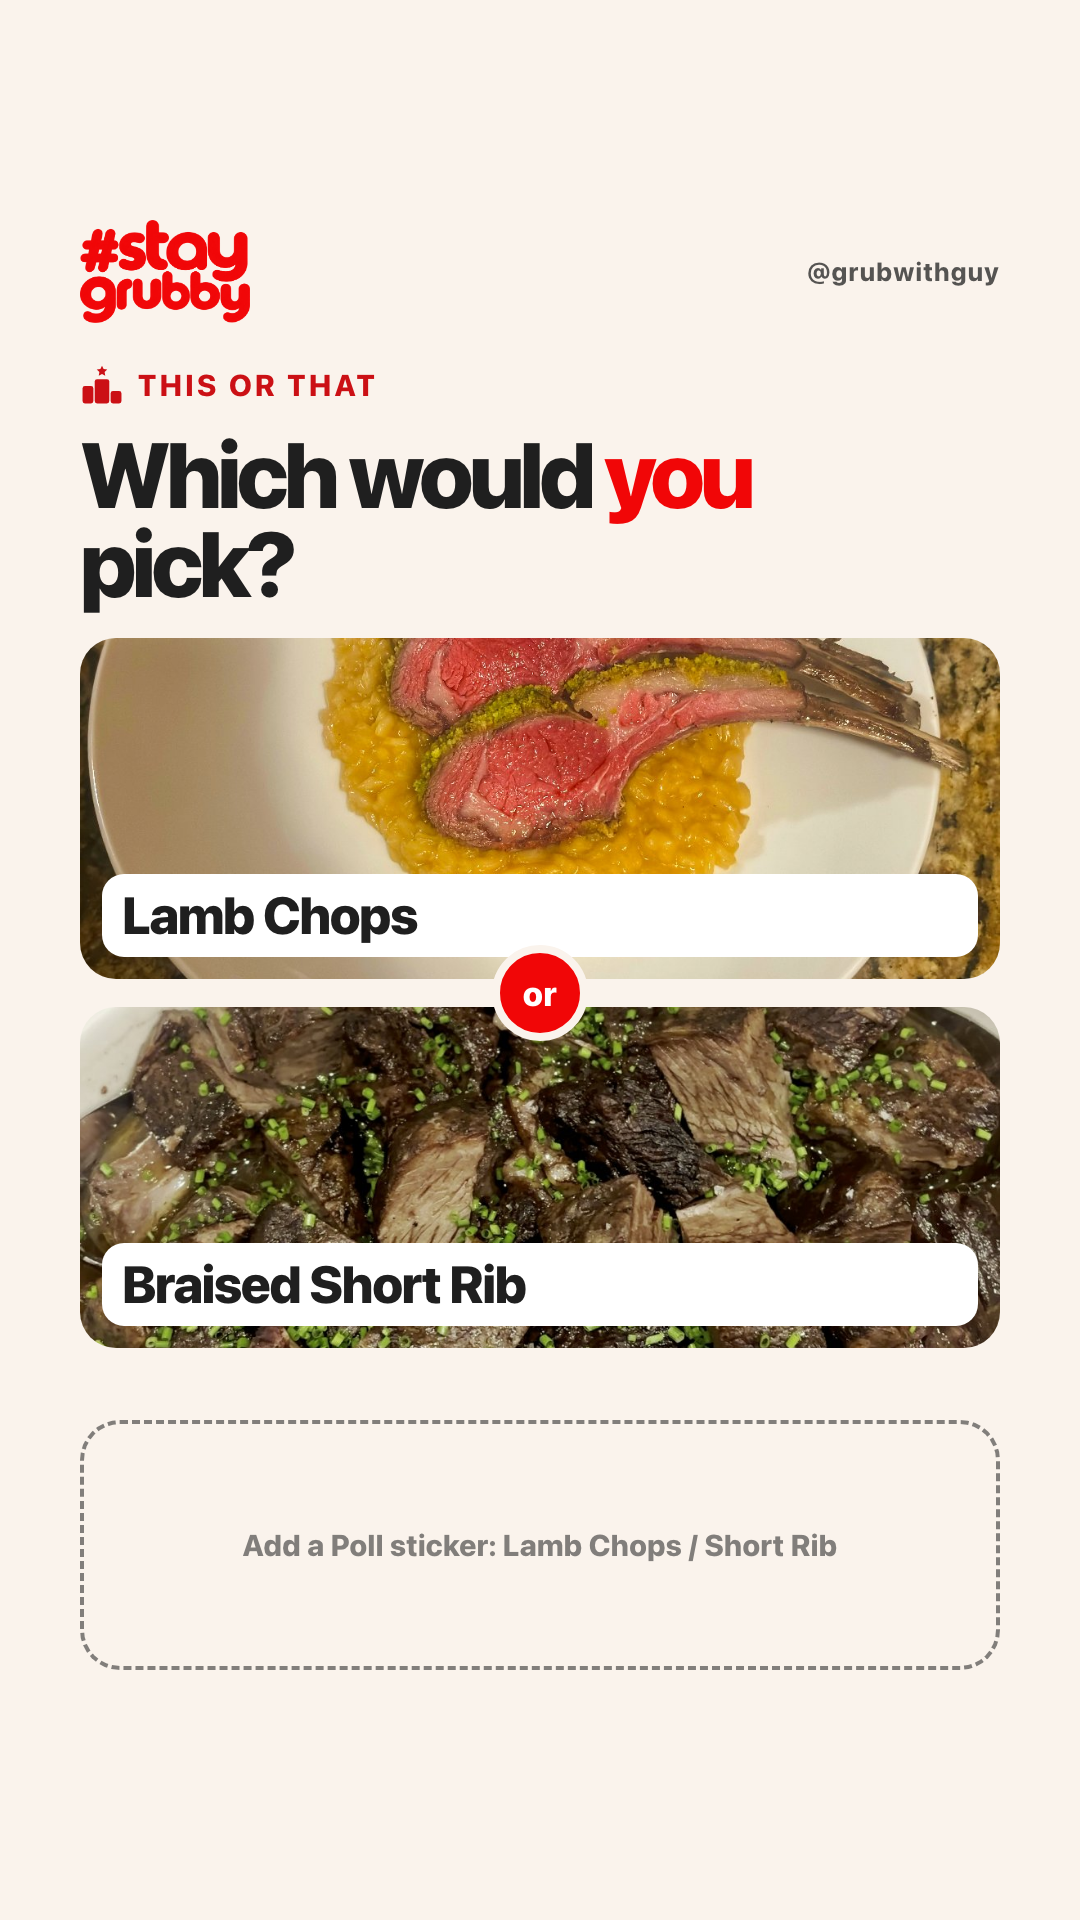 #stay
grubby
@grubwithguy
THIS OR THAT
Which would you
pick?
Lamb Chops
or
Braised Short Rib
Add a Poll sticker: Lamb Chops / Short Rib